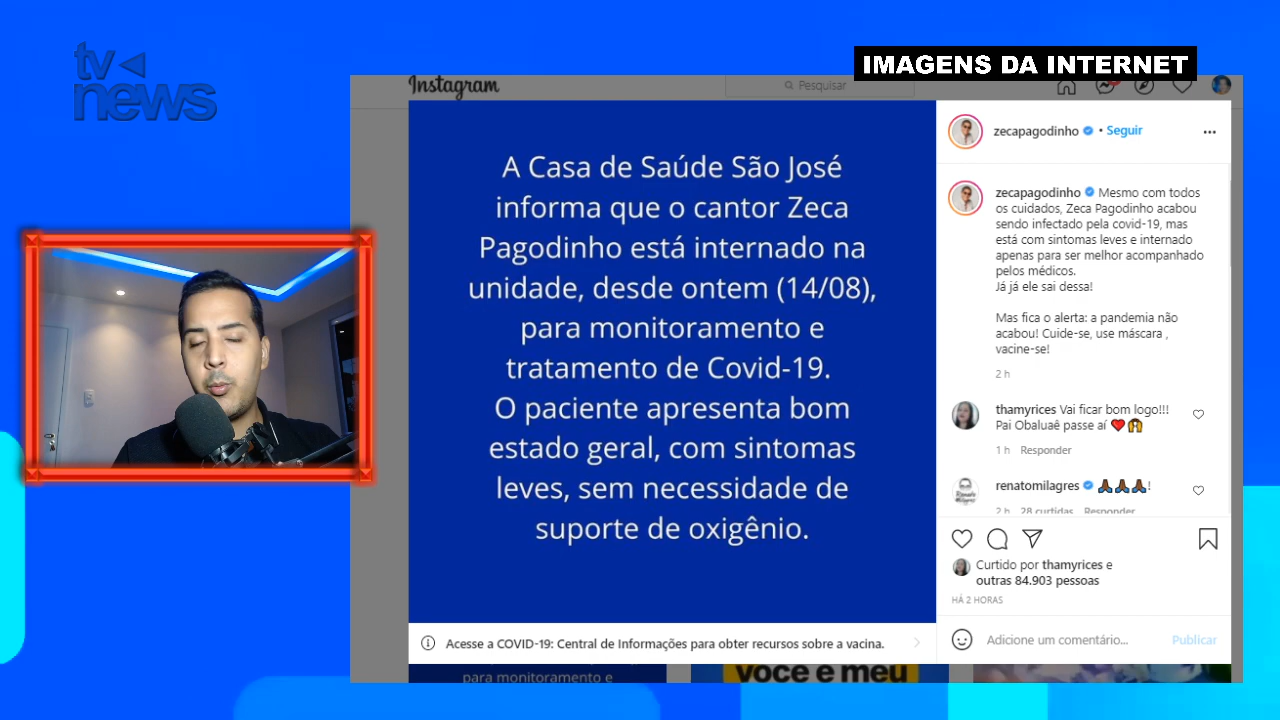 tv
news
IMAGENS DA INTERNET
Instagram
Pesquisar
A Casa de Saúde São José
informa que o cantor Zeca
Pagodinho está internado na
unidade, desde ontem (14/08),
para monitoramento e
tratamento de Covid-19.
O paciente apresenta bom
estado geral, com sintomas
leves, sem necessidade de
suporte de oxigênio.
Acesse a COVID-19: Central de Informações para obter recursos sobre a vacina.
para monitoramento e
voce e meu
zecapagodinho • Seguir
zecapagodinho Mesmo com todos
os cuidados, Zeca Pagodinho acabou
sendo infectado pela covid-19, mas
está com sintomas leves e internado
apenas para ser melhor acompanhado
pelos médicos.
Já já ele sai dessa!
Mas fica o alerta: a pandemia não
acabou! Cuide-se, use máscara ,
vacine-se!
2 h
thamyrices Vai ficar bom logo!!!
Pai Obaluaê passe aí ❤️🙆
1 h Responder
renatomilagres 🙏🏾🙏🏾🙏🏾!
2 h 28 curtidas Responder
Curtido por thamyrices e
outras 84.903 pessoas
HÁ 2 HORAS
Adicione um comentário... Publicar